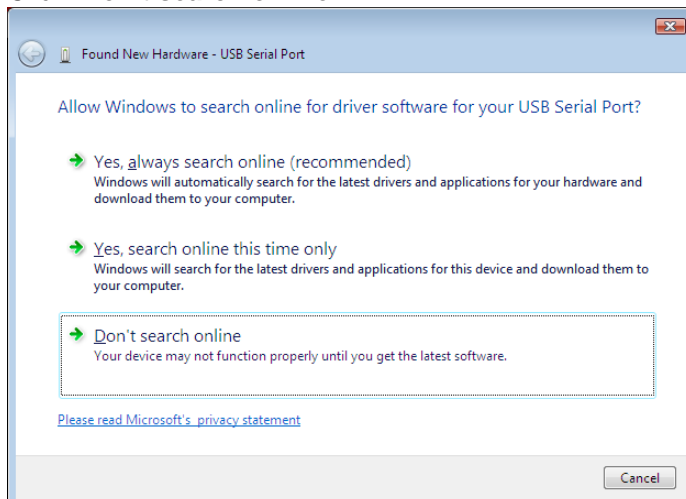 Found New Hardware - USB Serial Port
Allow Windows to search online for driver software for your USB Serial Port?
Yes, always search online (recommended)
Windows will automatically search for the latest drivers and applications for your hardware and
download them to your computer.
Yes, search online this time only
Windows will search for the latest drivers and applications for this device and download them to
your computer.
Don't search online
Your device may not function properly until you get the latest software.
Please read Microsoft's privacy statement
Cancel